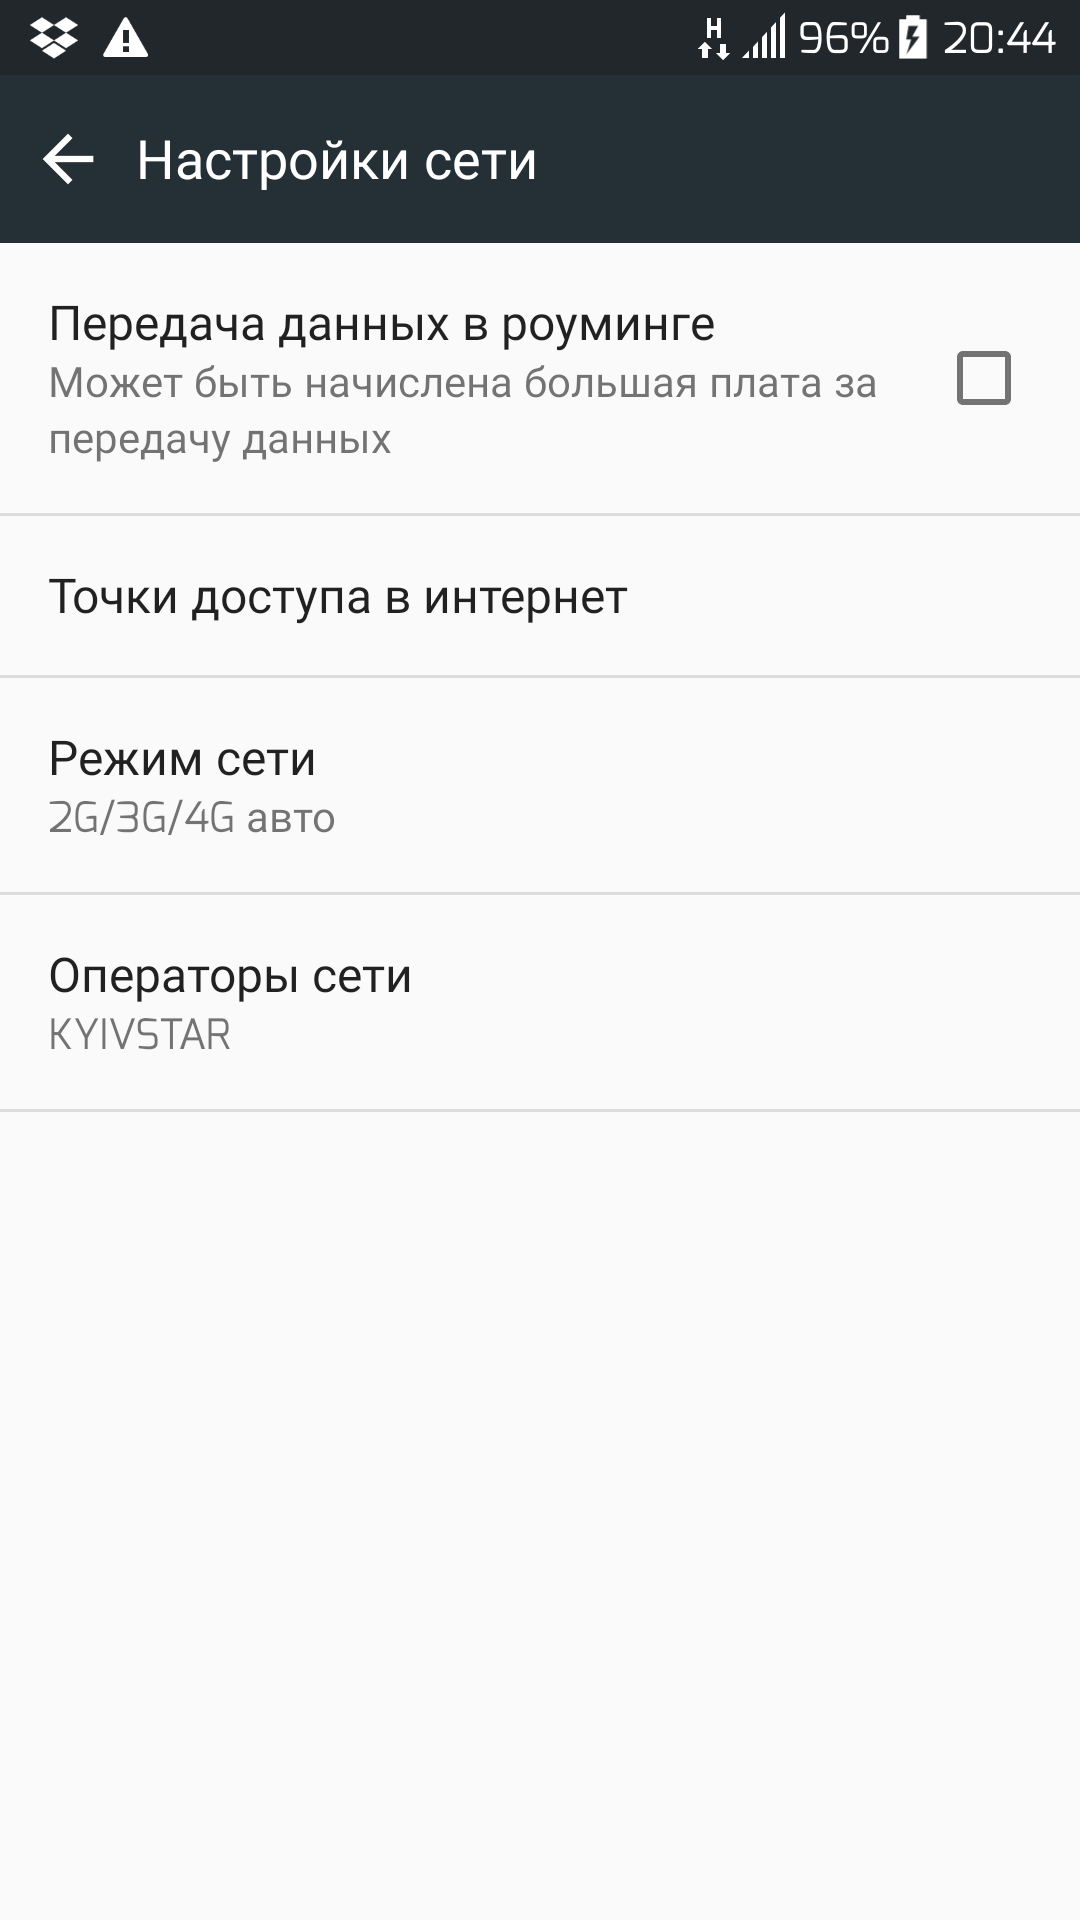 H 96% 20:44
Настройки сети
Передача данных в роуминге
Может быть начислена большая плата за
передачу данных
Точки доступа в интернет
Режим сети
2G/3G/4G авто
Операторы сети
KYIVSTAR